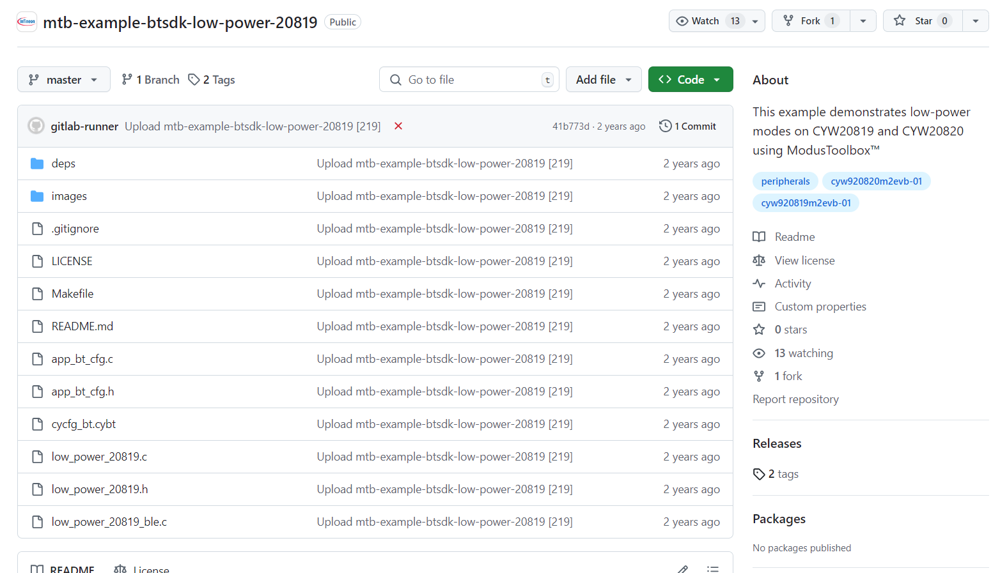 infineon mtb-example-btsdk-low-power-20819 Public Watch 13 Fork 1 Star 0
master 1 Branch 2 Tags Go to file t Add file Code
gitlab-runner Upload mtb-example-btsdk-low-power-20819 [219] 41b773d · 2 years ago 1 Commit
deps Upload mtb-example-btsdk-low-power-20819 [219] 2 years ago
images Upload mtb-example-btsdk-low-power-20819 [219] 2 years ago
.gitignore Upload mtb-example-btsdk-low-power-20819 [219] 2 years ago
LICENSE Upload mtb-example-btsdk-low-power-20819 [219] 2 years ago
Makefile Upload mtb-example-btsdk-low-power-20819 [219] 2 years ago
README.md Upload mtb-example-btsdk-low-power-20819 [219] 2 years ago
app_bt_cfg.c Upload mtb-example-btsdk-low-power-20819 [219] 2 years ago
app_bt_cfg.h Upload mtb-example-btsdk-low-power-20819 [219] 2 years ago
cycfg_bt.cybt Upload mtb-example-btsdk-low-power-20819 [219] 2 years ago
low_power_20819.c Upload mtb-example-btsdk-low-power-20819 [219] 2 years ago
low_power_20819.h Upload mtb-example-btsdk-low-power-20819 [219] 2 years ago
low_power_20819_ble.c Upload mtb-example-btsdk-low-power-20819 [219] 2 years ago
README License
About
This example demonstrates low-power
modes on CYW20819 and CYW20820
using ModusToolbox™
peripherals cyw920820m2evb-01
cyw920819m2evb-01
Readme
View license
Activity
Custom properties
0 stars
13 watching
1 fork
Report repository
Releases
2 tags
Packages
No packages published